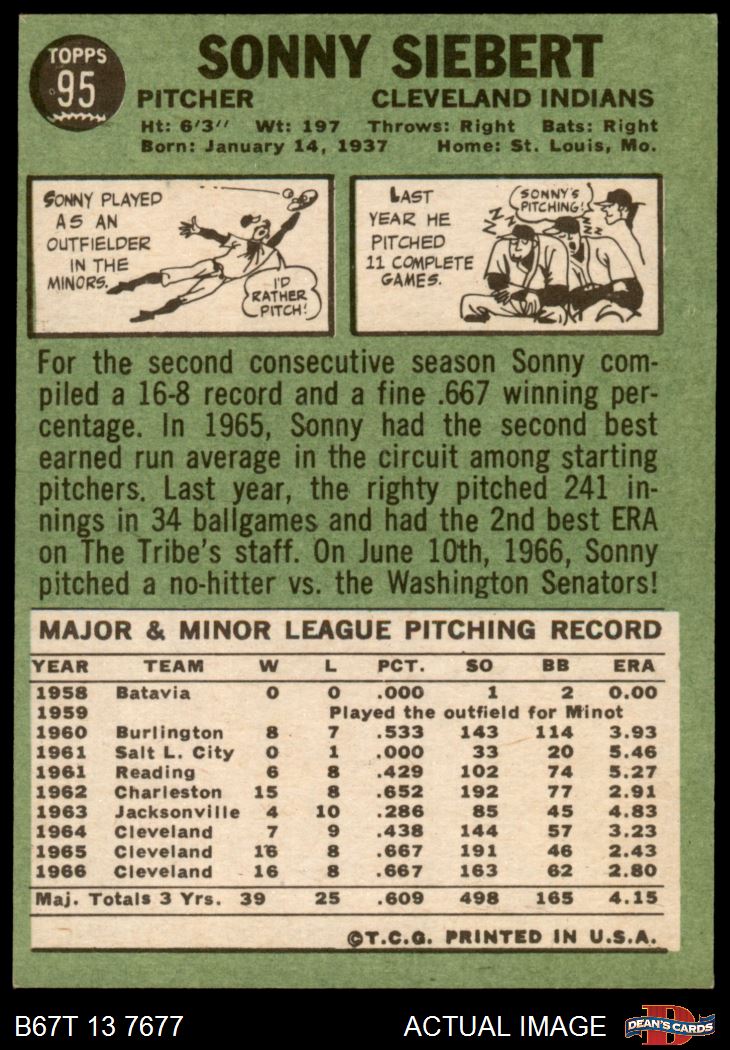 TOPPS
95
SONNY SIEBERT
PITCHER CLEVELAND INDIANS
Ht: 6'3" Wt: 197 Throws: Right Bats: Right
Born: January 14, 1937 Home: St. Louis, Mo.
SONNY PLAYED
AS AN
OUTFIELDER
IN THE
MINORS.
I'D
RATHER
PITCH!
LAST
YEAR HE
PITCHED
11 COMPLETE
GAMES.
SONNY'S
PITCHING!
Z Z Z
Z Z Z
For the second consecutive season Sonny com-
piled a 16-8 record and a fine .667 winning per-
centage. In 1965, Sonny had the second best
earned run average in the circuit among starting
pitchers. Last year, the righty pitched 241 in-
nings in 34 ballgames and had the 2nd best ERA
on The Tribe's staff. On June 10th, 1966, Sonny
pitched a no-hitter vs. the Washington Senators!
MAJOR & MINOR LEAGUE PITCHING RECORD
YEAR TEAM W L PCT. SO BB ERA
1958 Batavia 0 0 .000 1 2 0.00
1959 Played the outfield for Minot
1960 Burlington 8 7 .533 143 114 3.93
1961 Salt L. City 0 1 .000 33 20 5.46
1961 Reading 6 8 .429 102 74 5.27
1962 Charleston 15 8 .652 192 77 2.91
1963 Jacksonville 4 10 .286 85 45 4.83
1964 Cleveland 7 9 .438 144 57 3.23
1965 Cleveland 16 8 .667 191 46 2.43
1966 Cleveland 16 8 .667 163 62 2.80
Maj. Totals 3 Yrs. 39 25 .609 498 165 4.15
©T.C.G. PRINTED IN U.S.A.
B67T 13 7677 ACTUAL IMAGE D DEAN'S CARDS